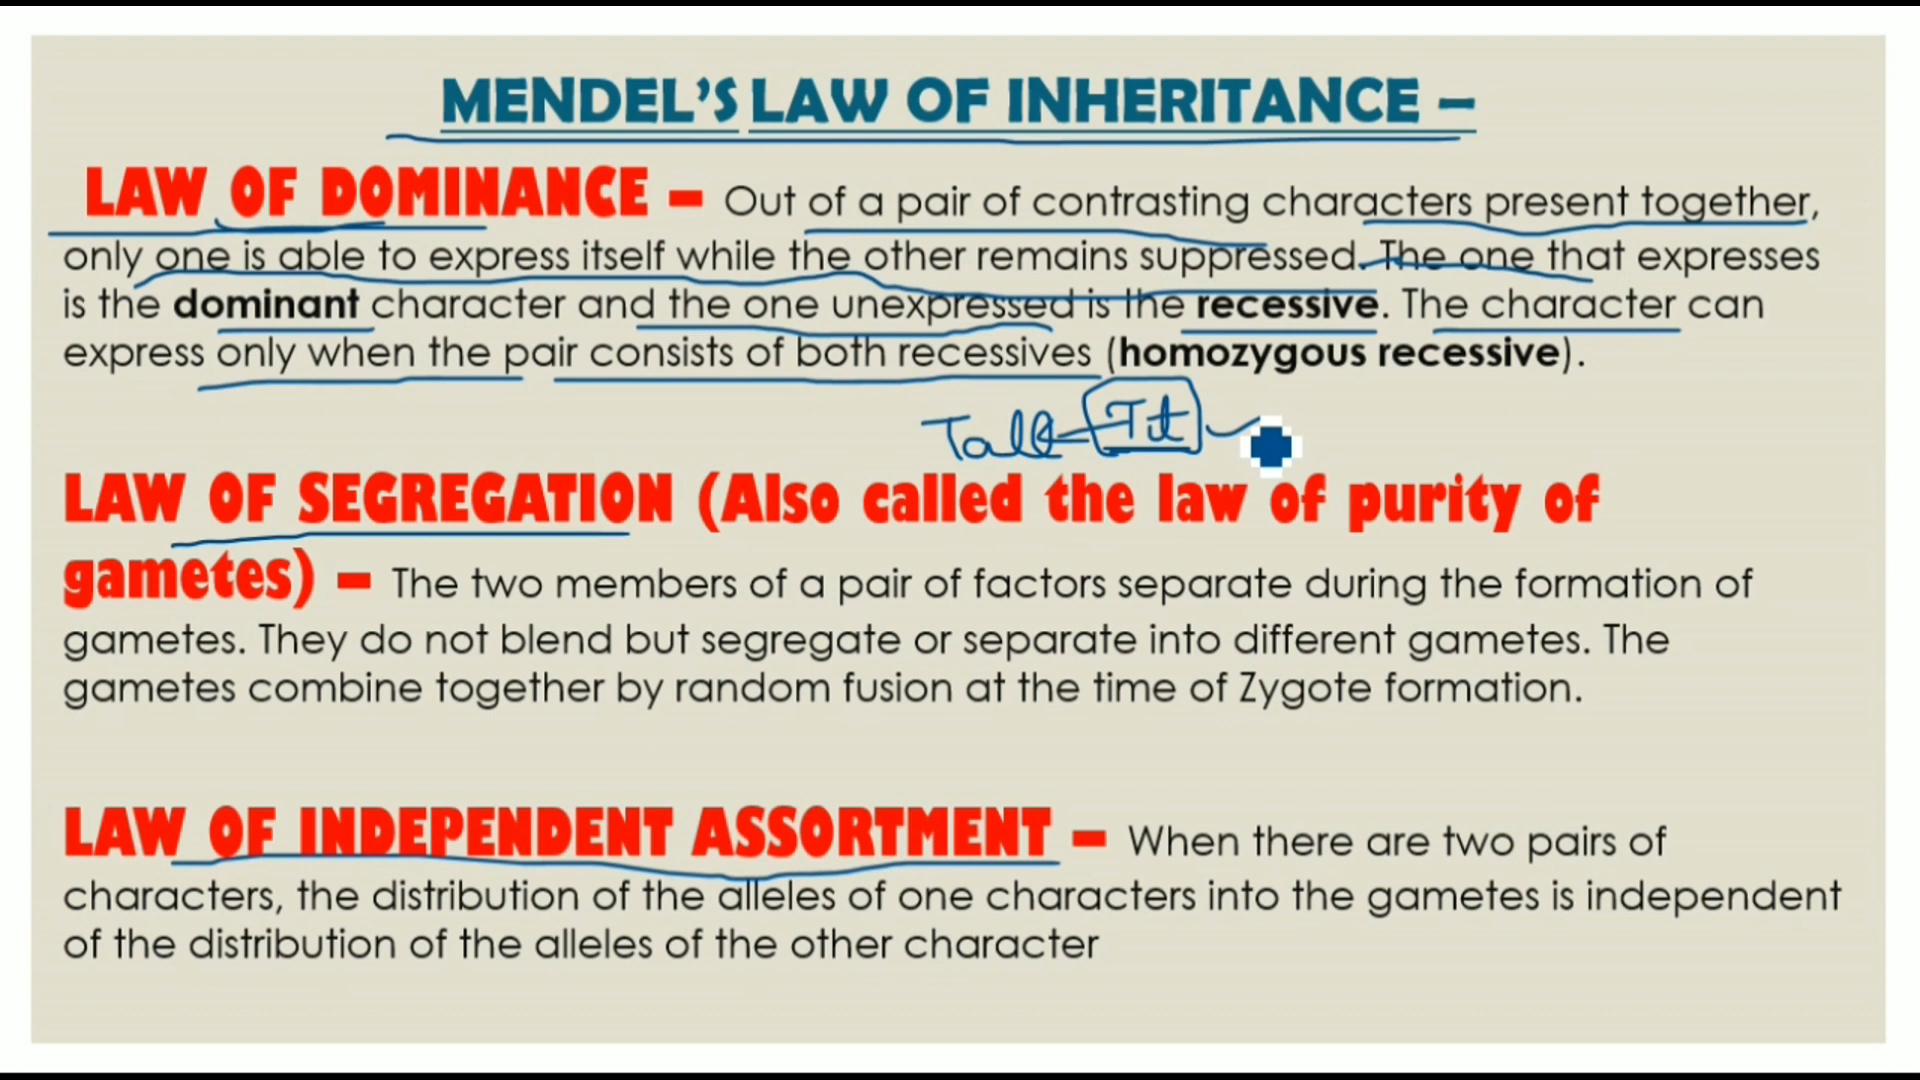 MENDEL'S LAW OF INHERITANCE –
LAW OF DOMINANCE – Out of a pair of contrasting characters present together,
only one is able to express itself while the other remains suppressed. The one that expresses
is the dominant character and the one unexpressed is the recessive. The character can
express only when the pair consists of both recessives (homozygous recessive).
Tall – Tt
LAW OF SEGREGATION (Also called the law of purity of
gametes) – The two members of a pair of factors separate during the formation of
gametes. They do not blend but segregate or separate into different gametes. The
gametes combine together by random fusion at the time of Zygote formation.
LAW OF INDEPENDENT ASSORTMENT – When there are two pairs of
characters, the distribution of the alleles of one characters into the gametes is independent
of the distribution of the alleles of the other character